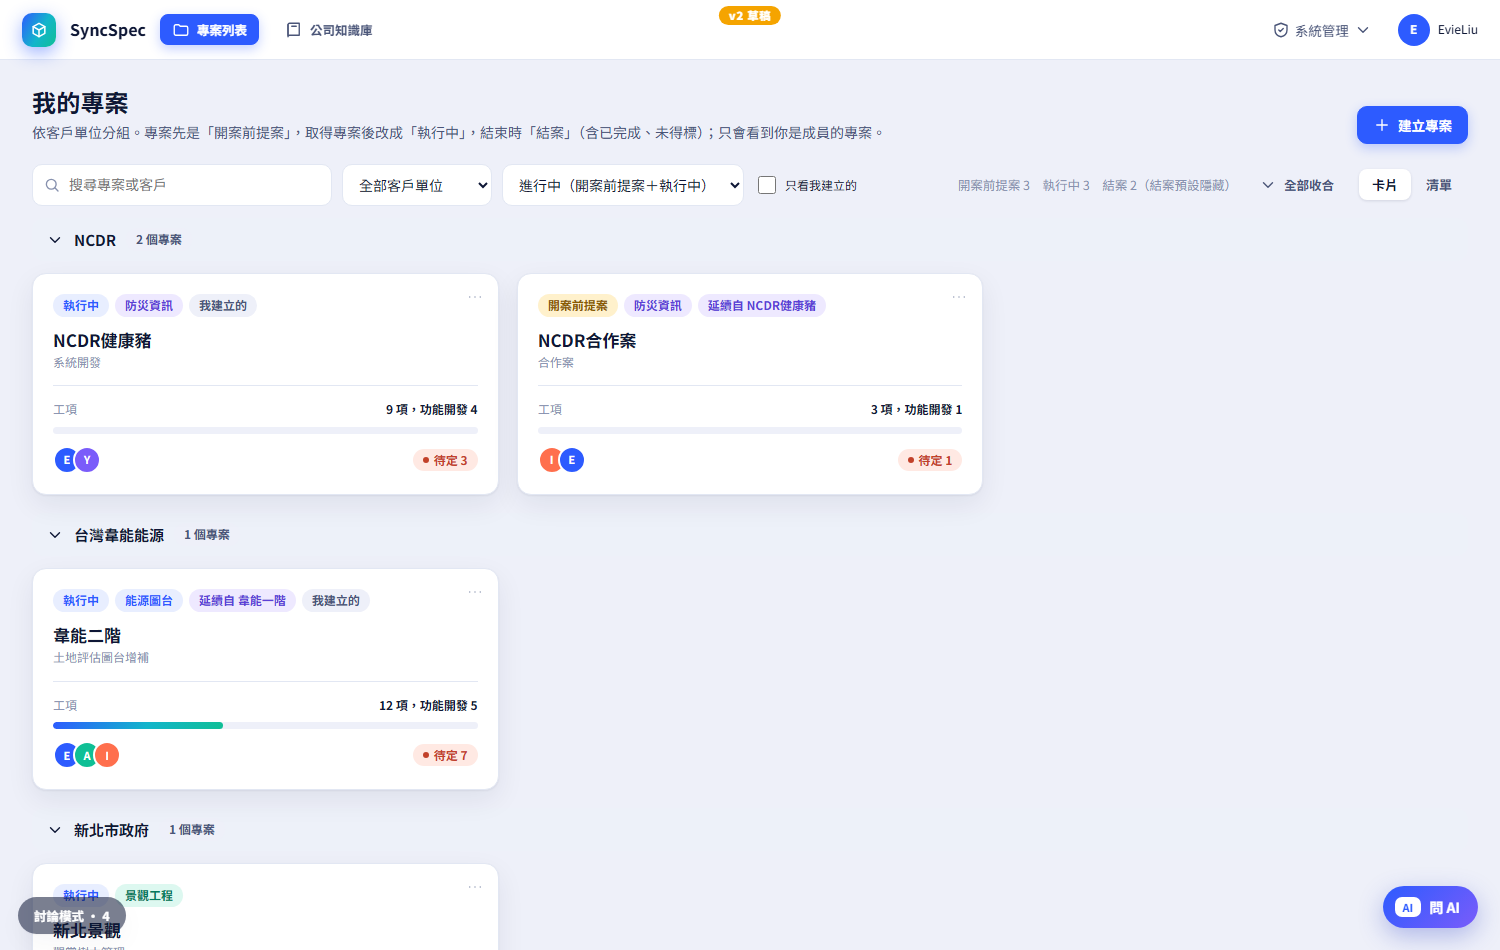 SyncSpec 專案列表 公司知識庫 v2 草稿 系統管理 E EvieLiu
我的專案
依客戶單位分組。專案先是「開案前提案」，取得專案後改成「執行中」，結束時「結案」（含已完成、未得標）；只會看到你是成員的專案。
建立專案
搜尋專案或客戶 全部客戶單位 進行中（開案前提案＋執行中） 只看我建立的 開案前提案 3 執行中 3 結案 2（結案預設隱藏） 全部收合 卡片 清單
NCDR 2 個專案
執行中 防災資訊 我建立的 ...
NCDR健康豬
系統開發
工項 9 項，功能開發 4
E Y 待定 3
開案前提案 防災資訊 延續自 NCDR健康豬 ...
NCDR合作案
合作案
工項 3 項，功能開發 1
I E 待定 1
台灣韋能能源 1 個專案
執行中 能源圖台 延續自 韋能一階 我建立的 ...
韋能二階
土地評估圖台增補
工項 12 項，功能開發 5
E A I 待定 7
新北市政府 1 個專案
執行中 景觀工程 ...
新北景觀
討論模式 · 4
AI 問 AI